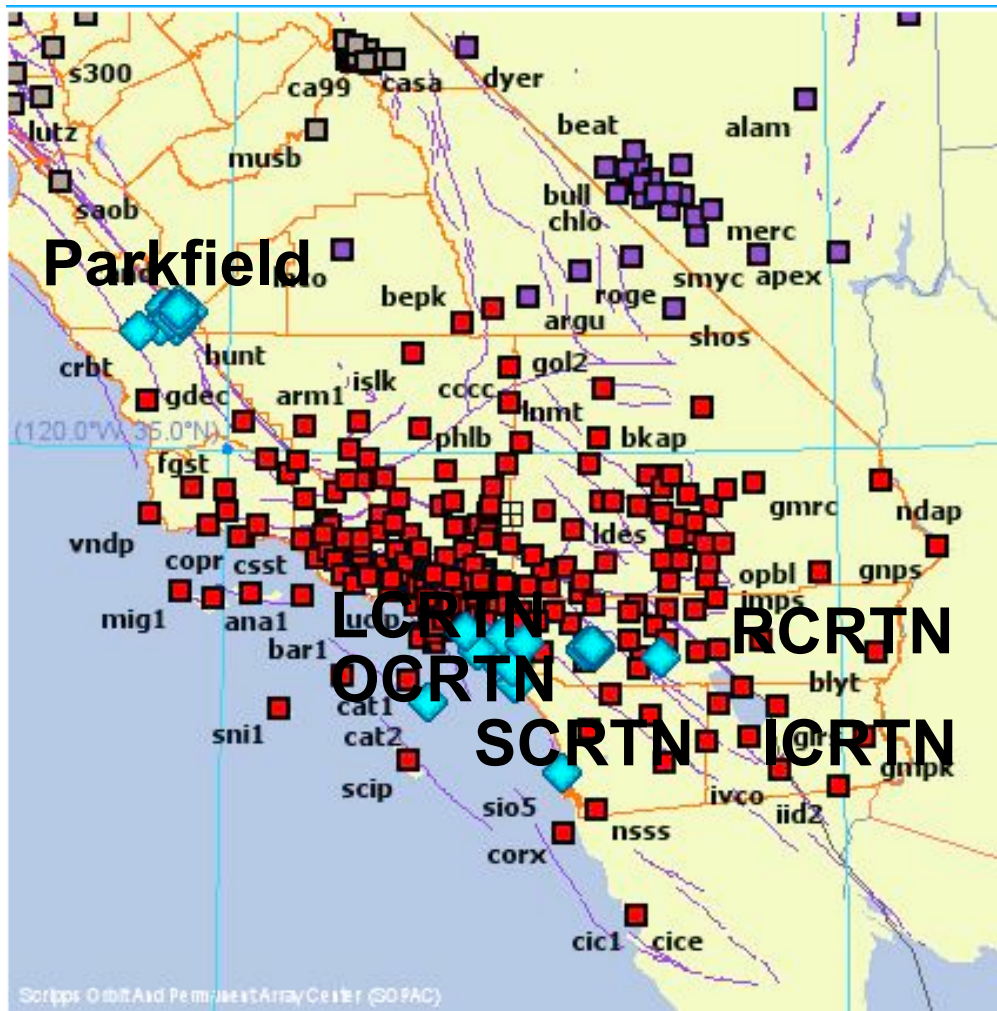 s300
ca99
casa
dyer
lutz
musb
beat
alam
saob
bull
chlo
merc
Parkfield
smyc
apex
bepk
roge
argu
shos
crbt
hunt
gol2
islk
cccc
gdec
arm1
lnmt
(120.0°W, 35.0°N)
phlb
bkap
fgst
gmrc
ndap
vndp
ldes
copr
csst
opbl
gnps
mig1
ana1
LCRTN
imps
RCRTN
bar1
OCRTN
blyt
cat1
sni1
cat2
SCRTN
ICRTN
glrs
gmpk
scip
ivco
iid2
sio5
nsss
corx
cic1
cice
Scripps Orbit And Permanent Array Center (SOPAC)